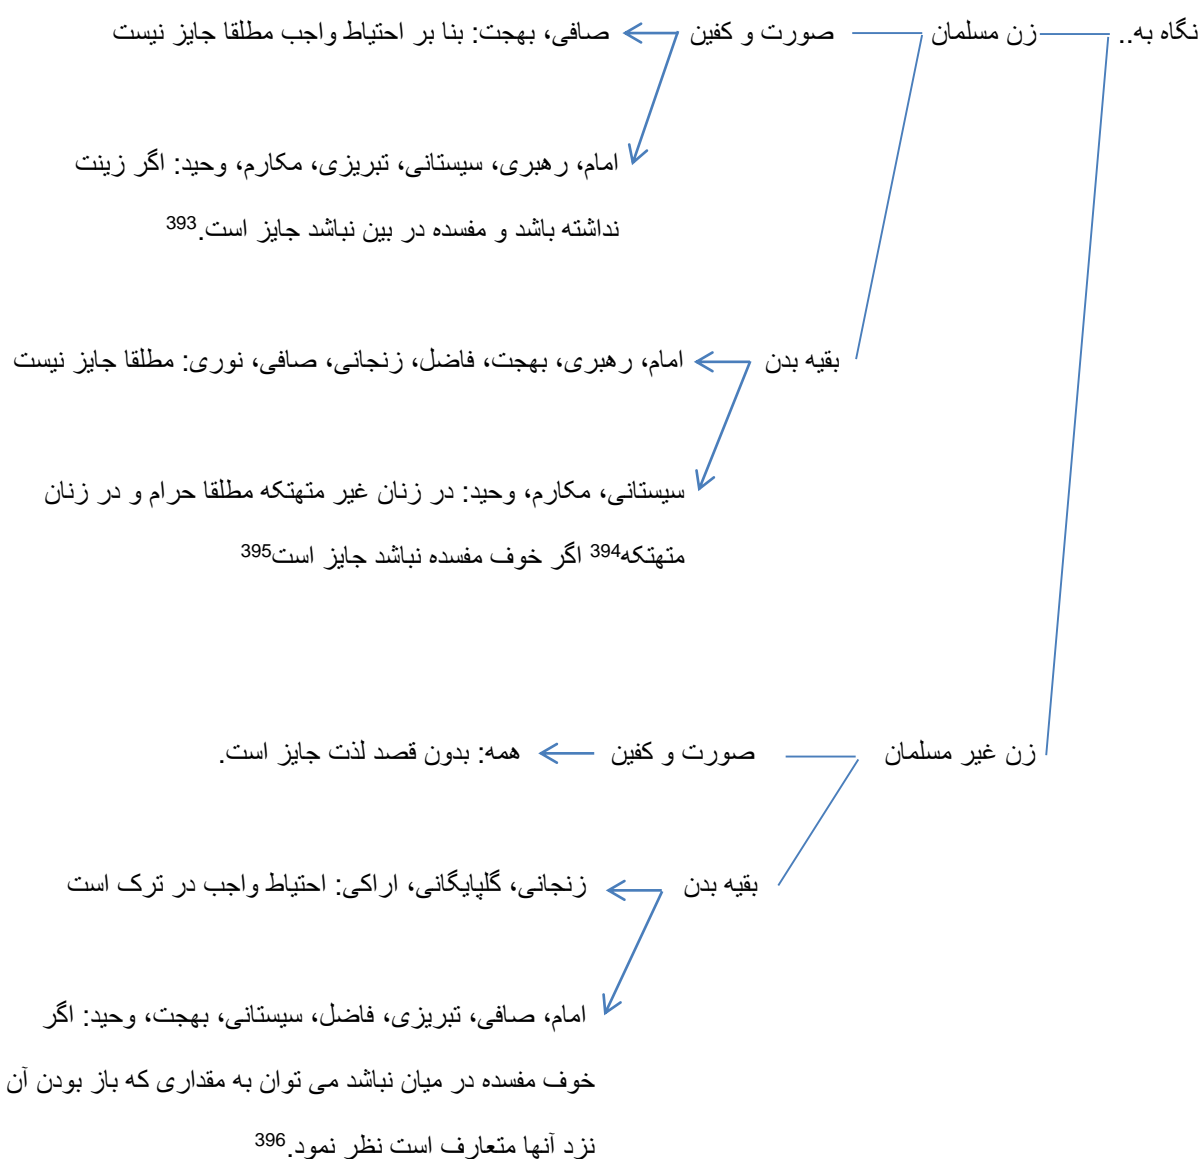 نگاه به.. زن مسلمان صورت و کفین صافی، بهجت: بنا بر احتیاط واجب مطلقا جایز نیست
امام، رهبری، سیستانی، تبریزی، مکارم، وحید: اگر زینت
نداشته باشد و مفسده در بین نباشد جایز است.393
بقیه بدن امام، رهبری، بهجت، فاضل، زنجانی، صافی، نوری: مطلقا جایز نیست
سیستانی، مکارم، وحید: در زنان غیر متهتکه مطلقا حرام و در زنان
متهتکه394 اگر خوف مفسده نباشد جایز است395
زن غیر مسلمان صورت و کفین همه: بدون قصد لذت جایز است.
بقیه بدن زنجانی، گلپایگانی، اراکی: احتیاط واجب در ترک است
امام، صافی، تبریزی، فاضل، سیستانی، بهجت، وحید: اگر
خوف مفسده در میان نباشد می توان به مقداری که باز بودن آن
نزد آنها متعارف است نظر نمود.396